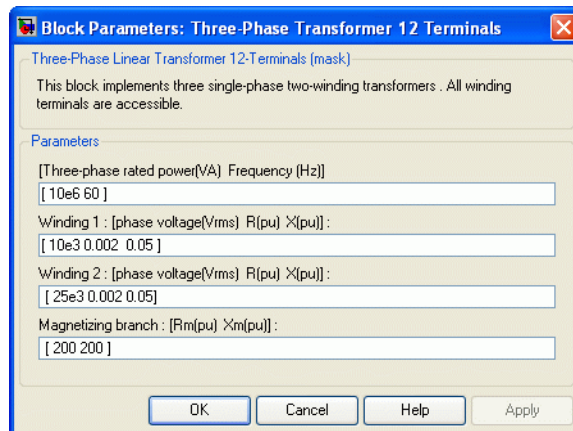 Block Parameters: Three-Phase Transformer 12 Terminals
Three-Phase Linear Transformer 12-Terminals (mask)
This block implements three single-phase two-winding transformers . All winding
terminals are accessible.
Parameters
[Three-phase rated power(VA) Frequency (Hz)]
[ 10e6 60 ]
Winding 1 : [phase voltage(Vrms) R(pu) X(pu)] :
[ 10e3 0.002 0.05 ]
Winding 2 : [phase voltage(Vrms) R(pu) X(pu)] :
[ 25e3 0.002 0.05]
Magnetizing branch : [Rm(pu) Xm(pu)] :
[ 200 200 ]
OK Cancel Help Apply